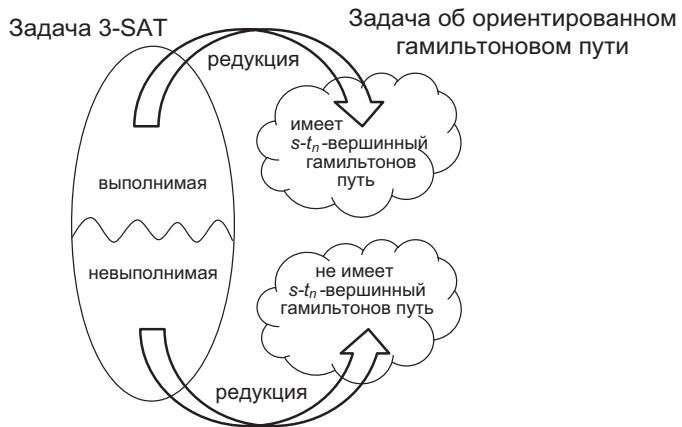 Задача 3-SAT
Задача об ориентированном
гамильтоновом пути
редукция
имеет
s-tn-вершинный
гамильтонов
путь
выполнимая
невыполнимая
не имеет
s-tn-вершинный
гамильтонов путь
редукция